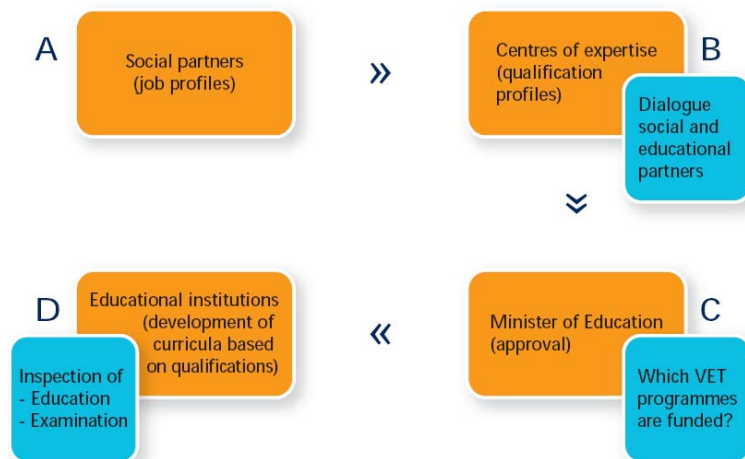 A
Social partners
(job profiles)
»
Centres of expertise
(qualification
profiles)
B
Dialogue
social and
educational
partners
»
D
Educational institutions
(development of
curricula based
on qualifications)
Inspection of
- Education
- Examination
«
Minister of Education
(approval)
C
Which VET
programmes
are funded?